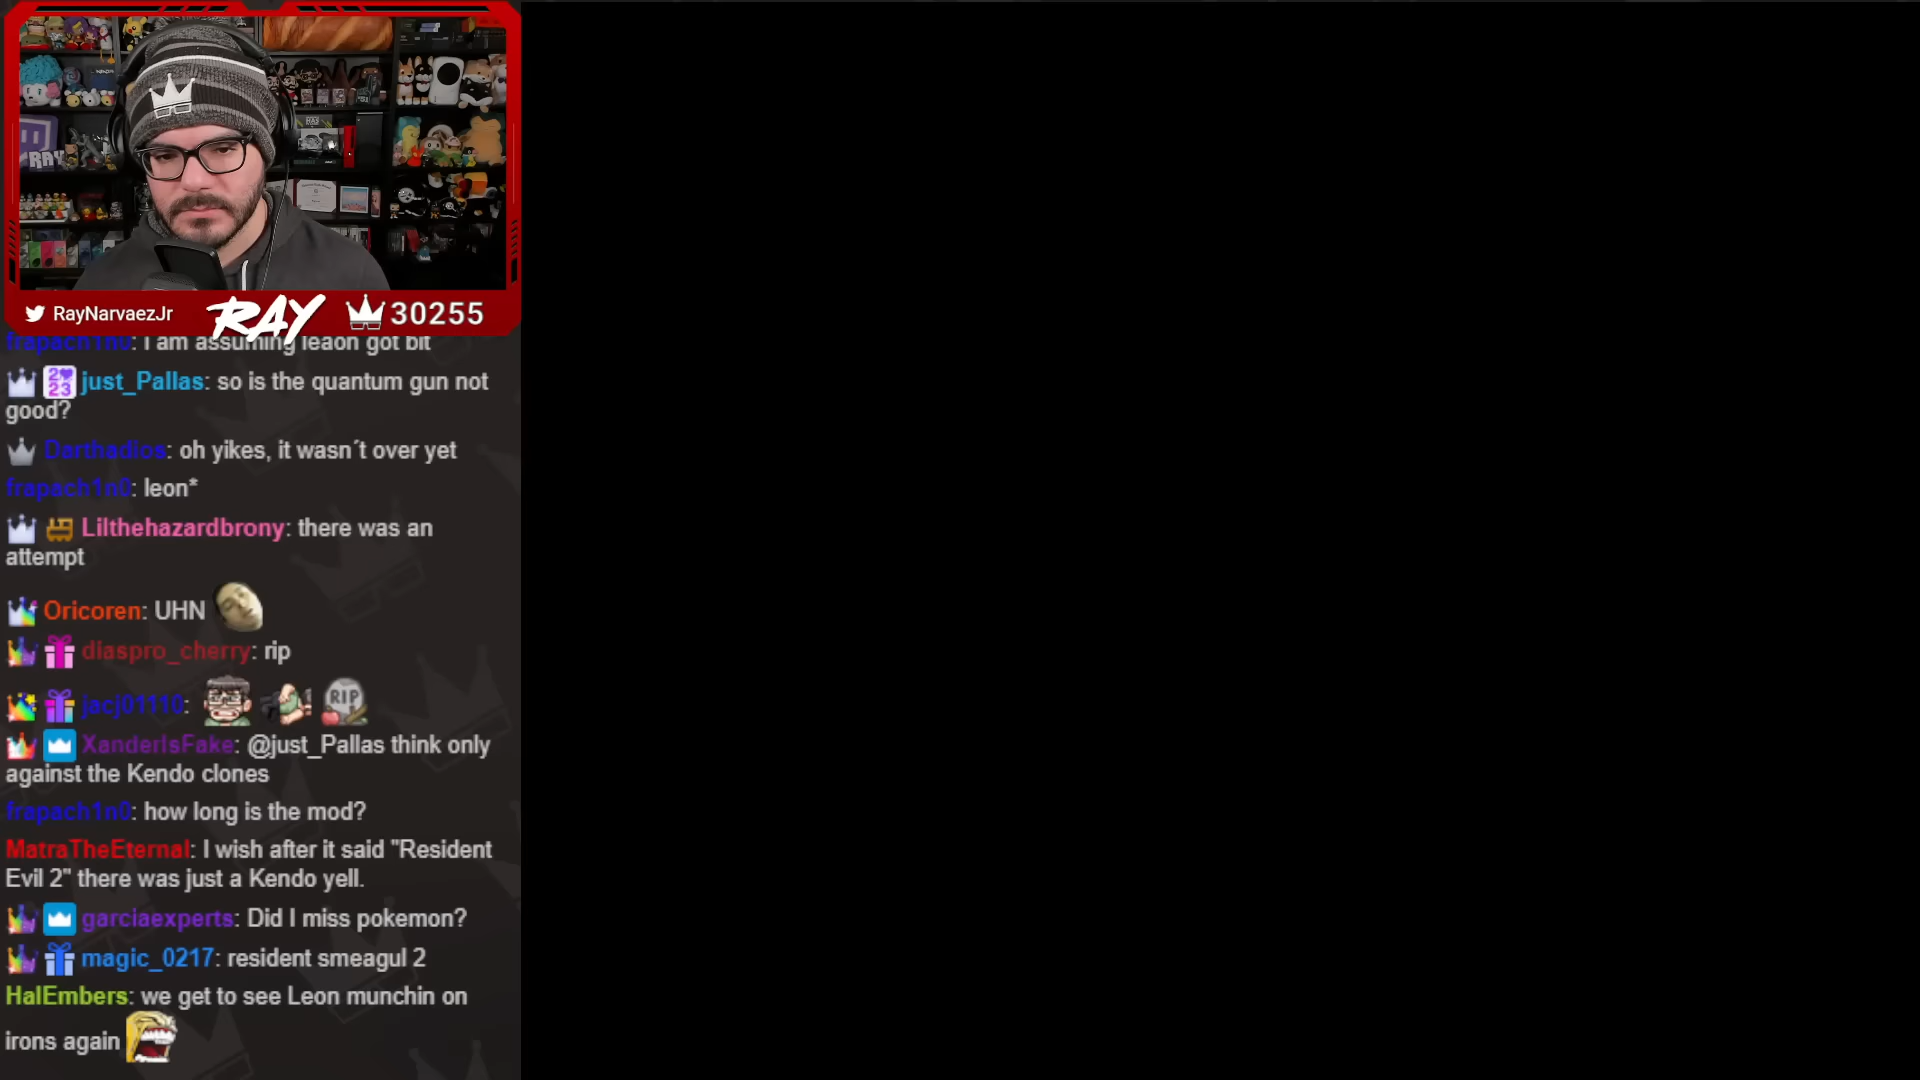 RayNarvaezJr RAY 30255
frapach1n0: I am assuming leaon got bit
just_Pallas: so is the quantum gun not
good?
Darthadios: oh yikes, it wasn´t over yet
frapach1n0: leon*
Lilthehazardbrony: there was an
attempt
Oricoren: UHN
diaspro_cherry: rip
jacj01110: RIP
XanderIsFake: @just_Pallas think only
against the Kendo clones
frapach1n0: how long is the mod?
MatraTheEternal: I wish after it said "Resident
Evil 2" there was just a Kendo yell.
garciaexperts: Did I miss pokemon?
magic_0217: resident smeagul 2
HalEmbers: we get to see Leon munchin on
irons again